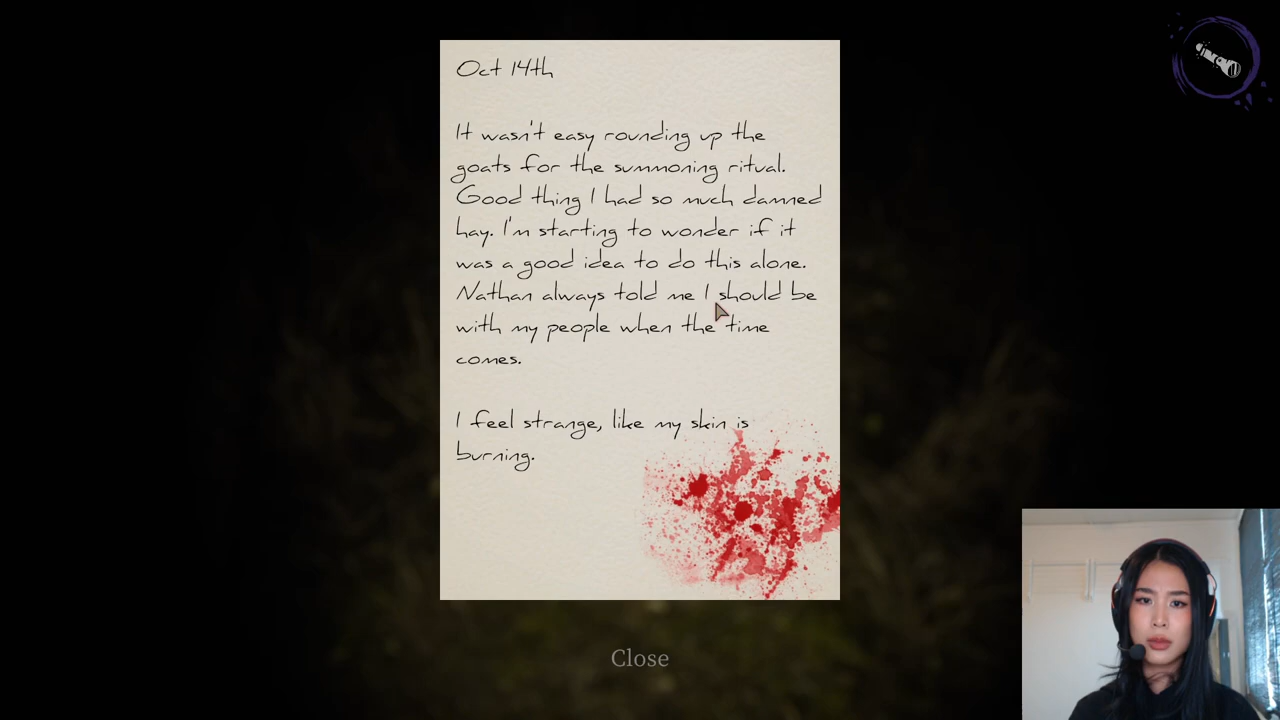 Oct 14th
It wasn't easy rounding up the
goats for the summoning ritual.
Good thing I had so much damned
hay. I'm starting to wonder if it
was a good idea to do this alone.
Nathan always told me I should be
with my people when the time
comes.
I feel strange, like my skin is
burning.
Close